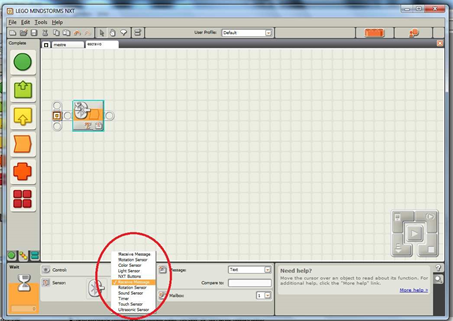 LEGO MINDSTORMS NXT
File Edit Tools Help
User Profile: Default
Complete
Wait
Control:
Sensor:
Receive Message
Rotation Sensor
Color Sensor
Light Sensor
NXT Buttons
Receive Message
Rotation Sensor
Sound Sensor
Timer
Touch Sensor
Ultrasonic Sensor
Message: Text
Compare to:
Mailbox: 1
Need help?
Move the cursor over an object to read about its function. For
additional help, click the "More help" link.
More help »